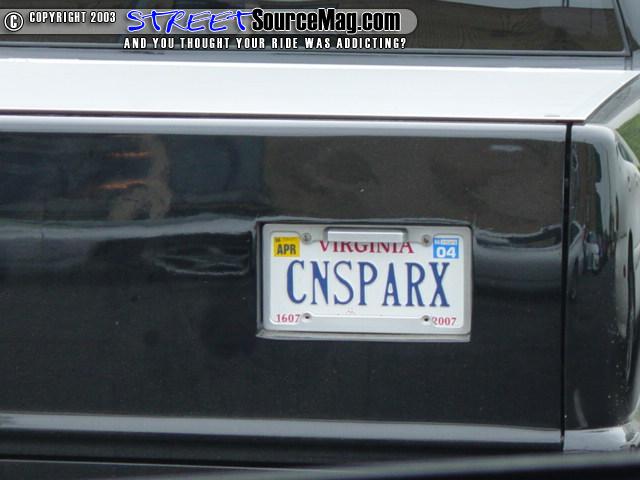 © COPYRIGHT 2003 STREETSOURCEMAG.COM
AND YOU THOUGHT YOUR RIDE WAS ADDICTING?
VIRGINIA
APR
04
CNSPARX
1607 2007